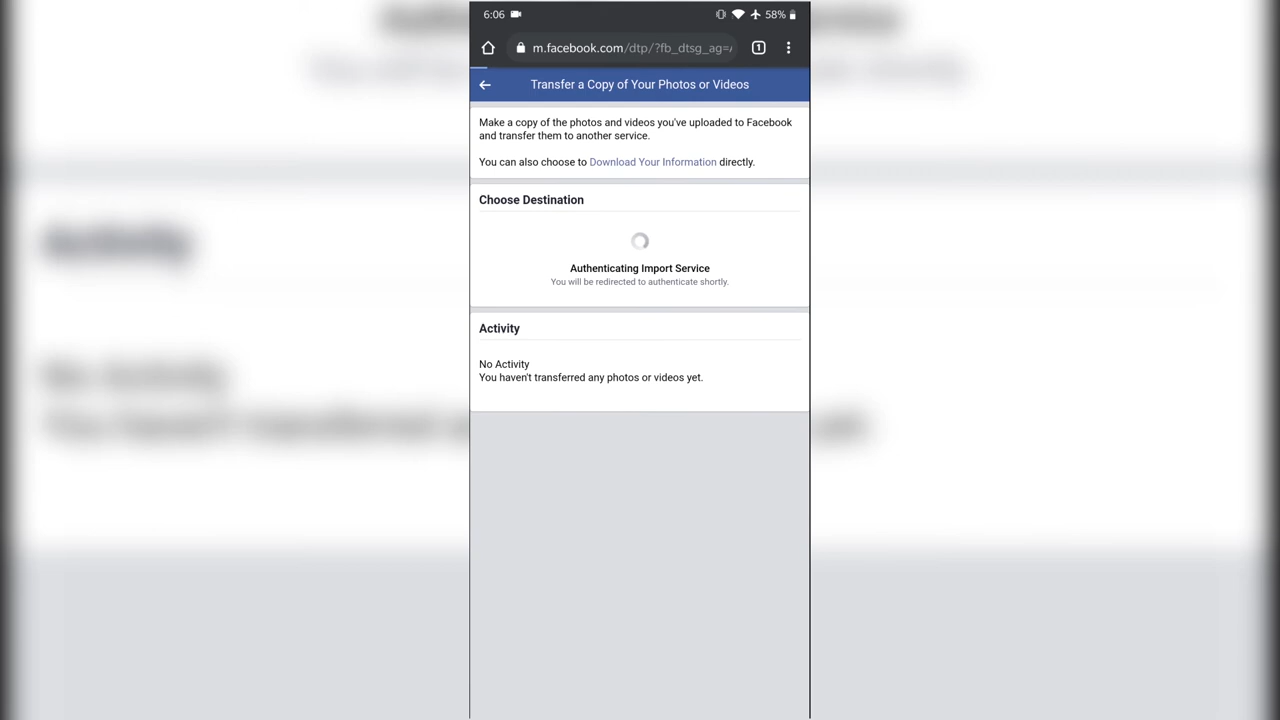 6:06 58%
m.facebook.com/dtp/?fb_dtsg_ag=/ 1
Transfer a Copy of Your Photos or Videos
Make a copy of the photos and videos you've uploaded to Facebook
and transfer them to another service.
You can also choose to Download Your Information directly.
Choose Destination
Authenticating Import Service
You will be redirected to authenticate shortly.
Activity
No Activity
You haven't transferred any photos or videos yet.